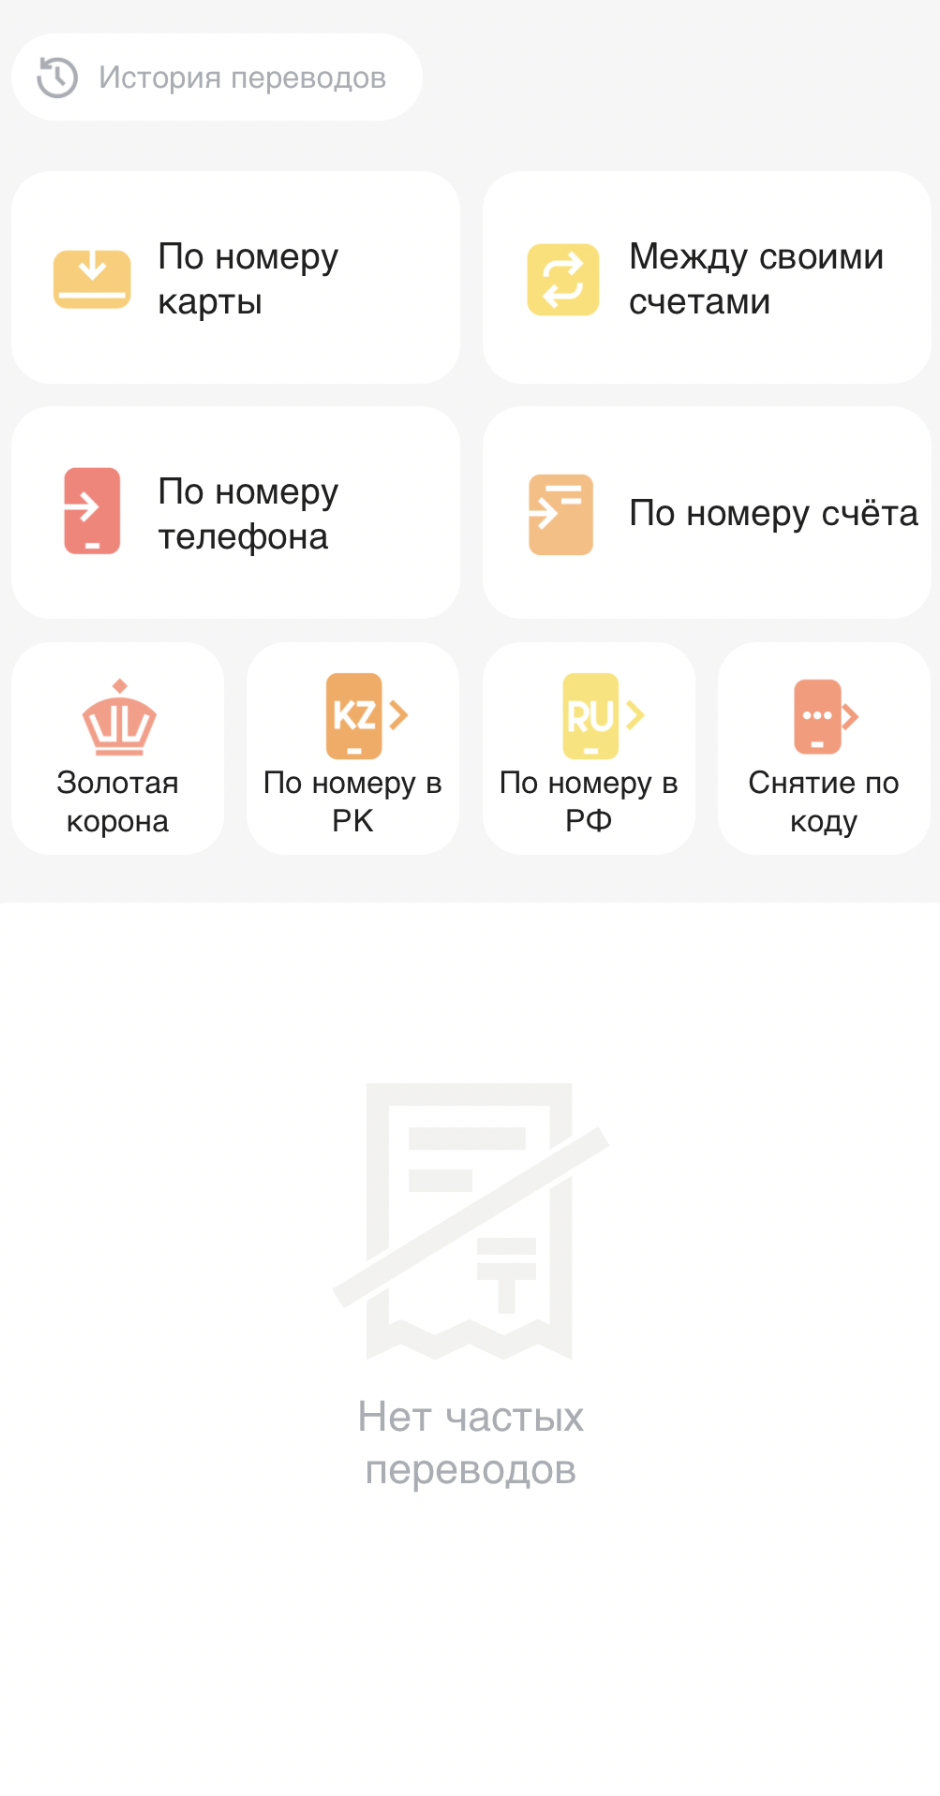 История переводов
По номеру
карты
Между своими
счетами
По номеру
телефона
По номеру счёта
Золотая
корона
KZ
По номеру в
РК
RU
По номеру в
РФ
Снятие по
коду
Нет частых
переводов